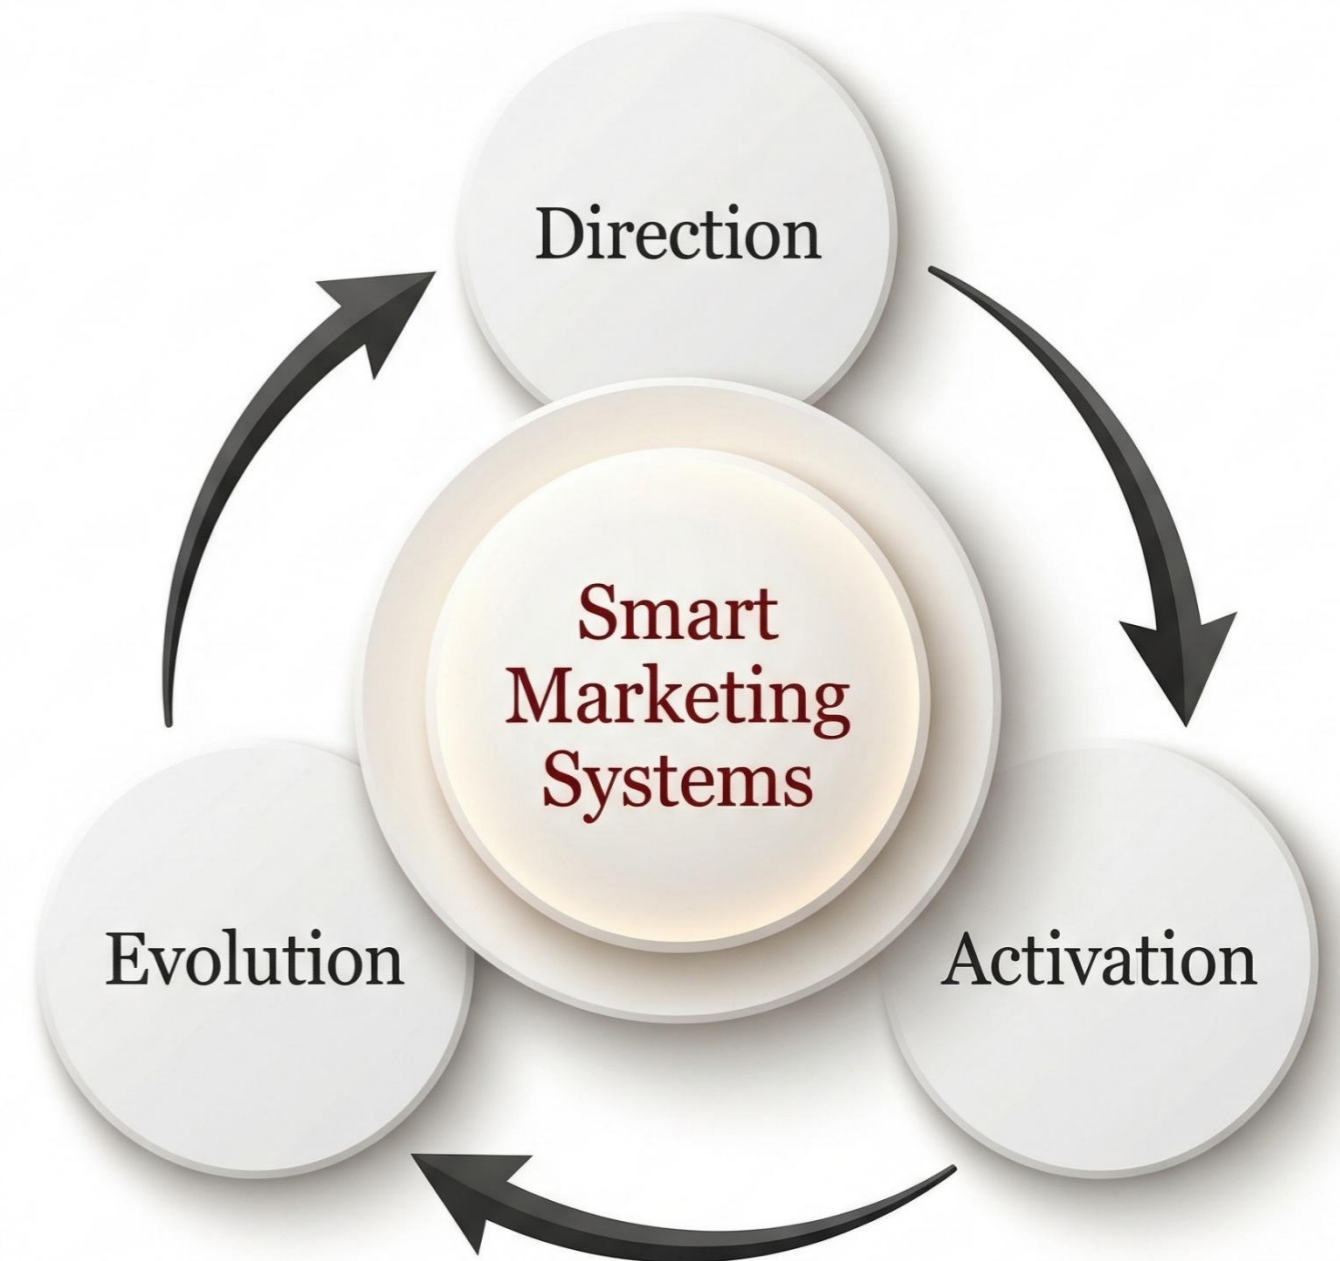 Direction
Smart
Marketing
Systems
Evolution
Activation